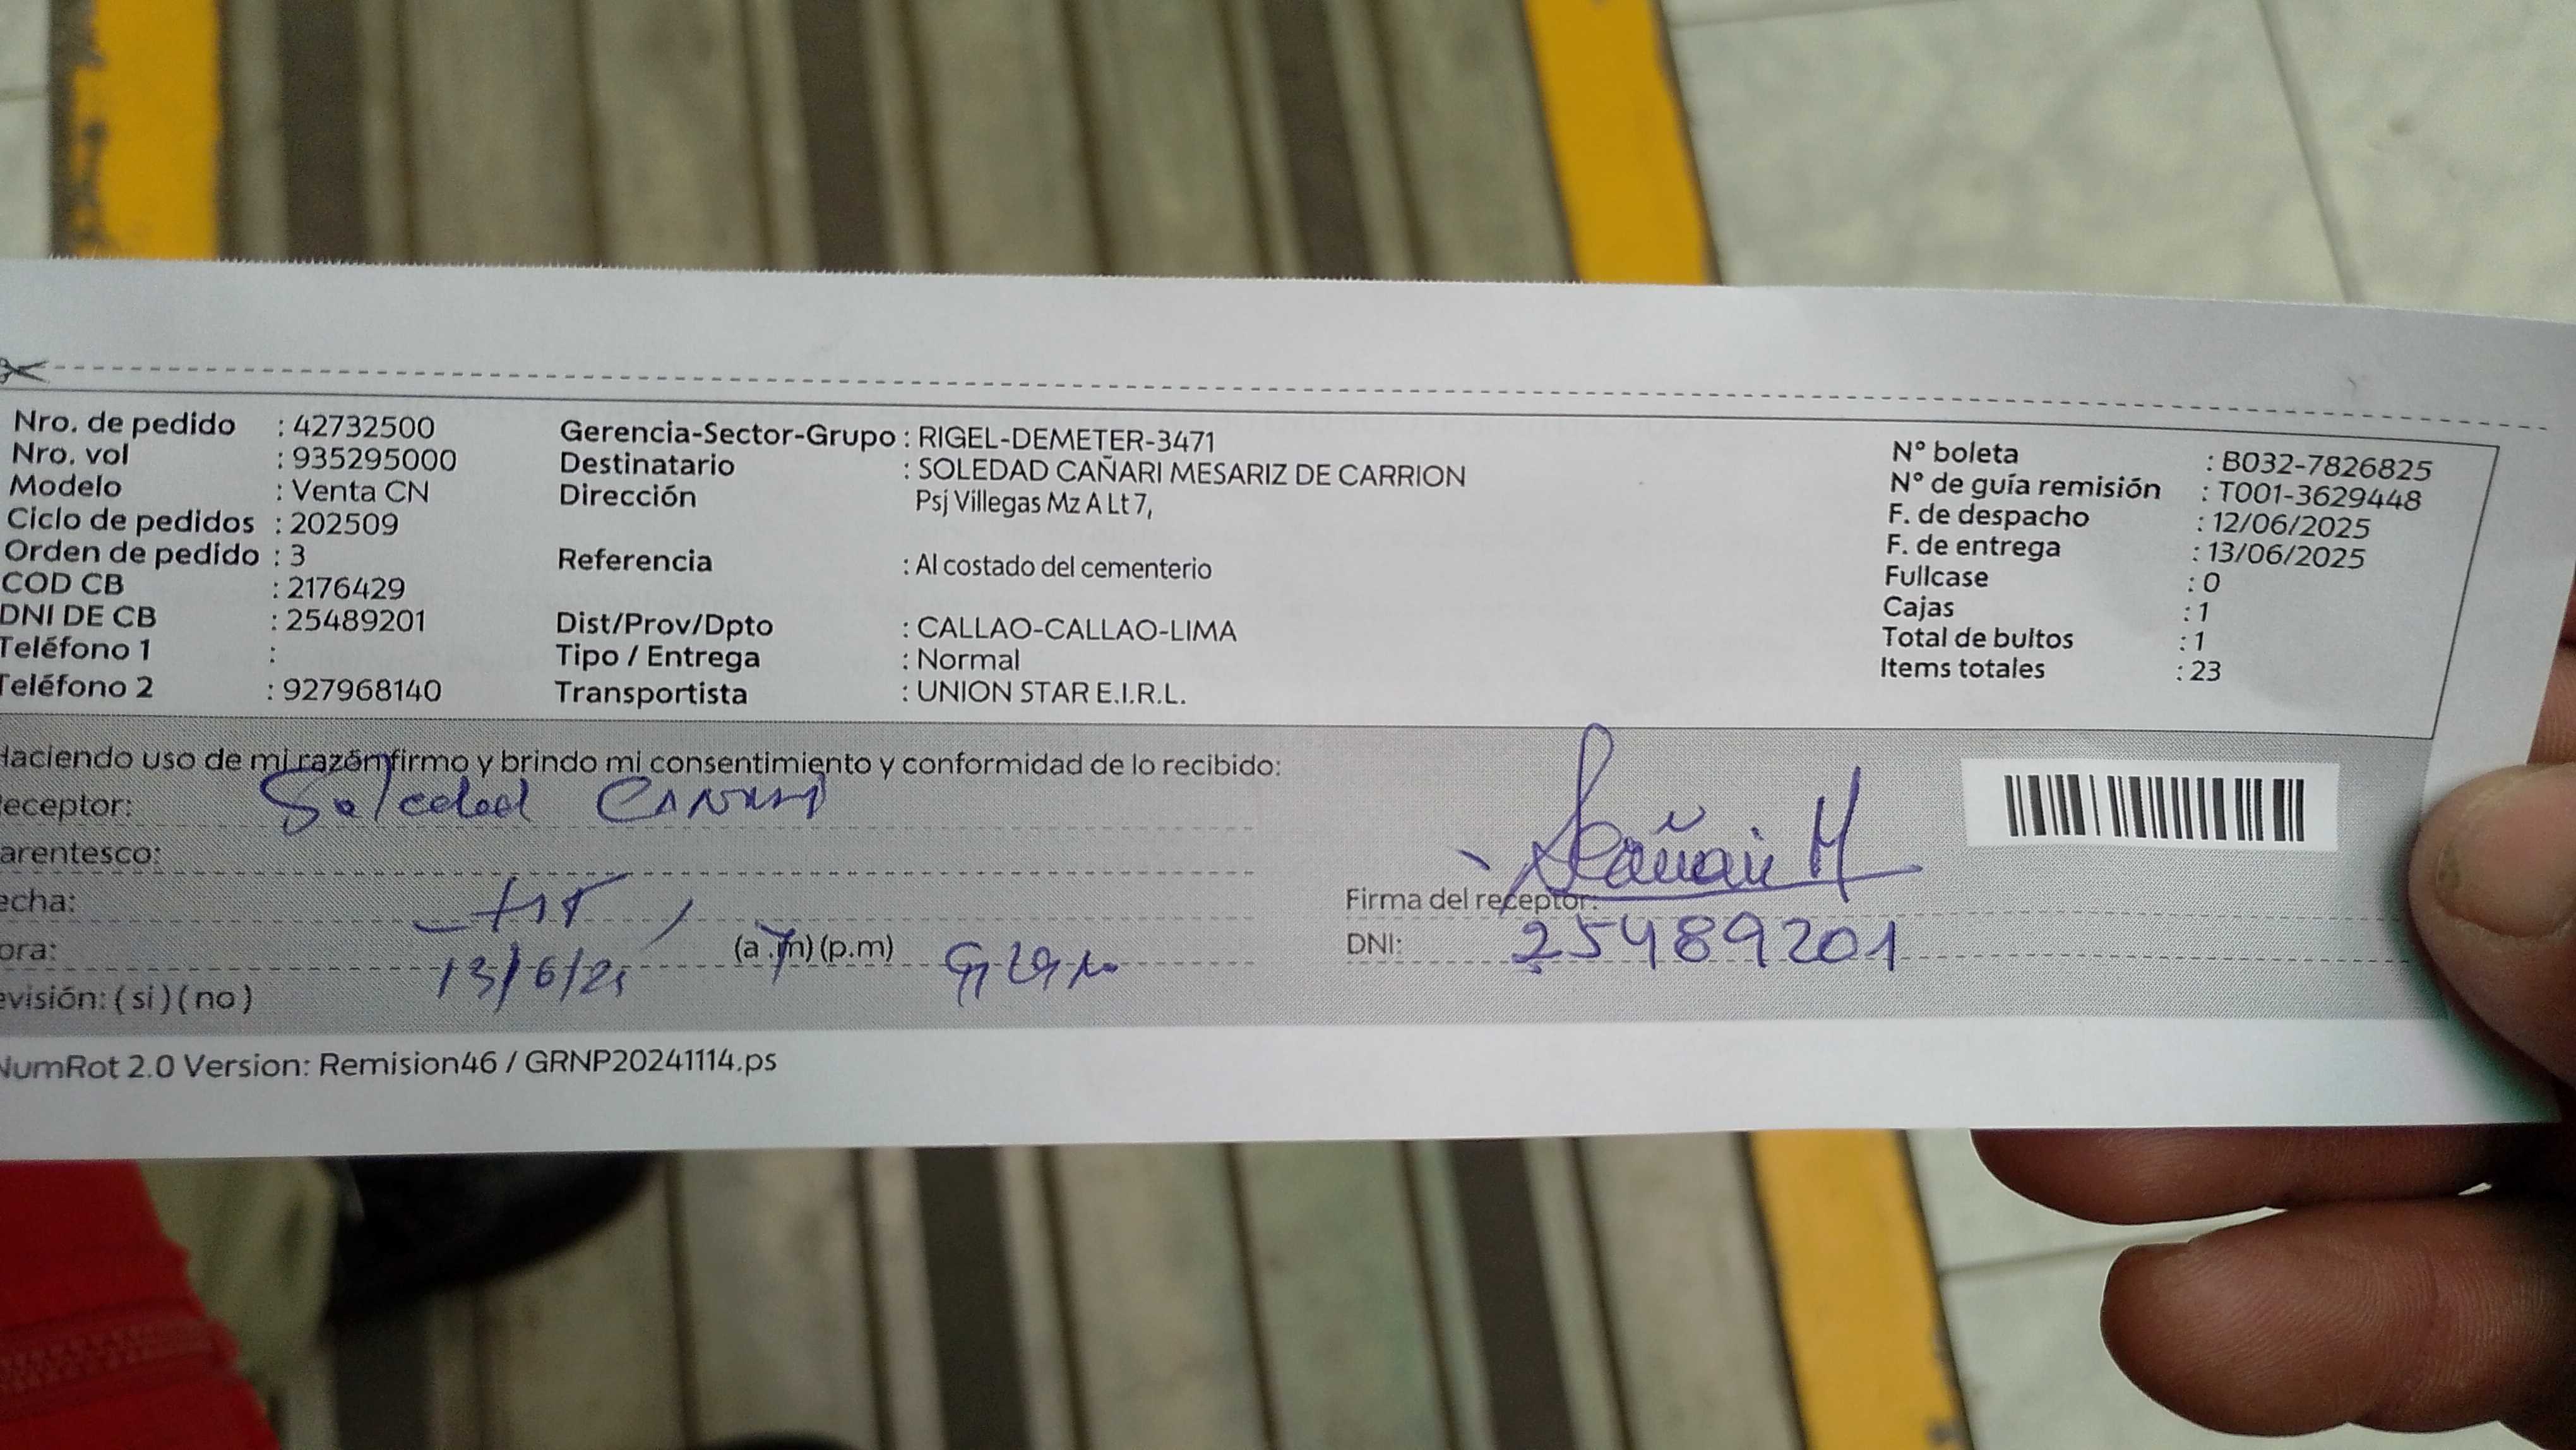 Nro. de pedido : 42732500
Nro. vol : 935295000
Modelo : Venta CN
Ciclo de pedidos : 202509
Orden de pedido : 3
COD CB : 2176429
DNI DE CB : 25489201
Teléfono 1 :
Teléfono 2 : 927968140
Gerencia-Sector-Grupo : RIGEL-DEMETER-3471
Destinatario : SOLEDAD CAÑARI MESARIZ DE CARRION
Dirección Psj Villegas Mz A Lt 7,
Referencia : Al costado del cementerio
Dist/Prov/Dpto : CALLAO-CALLAO-LIMA
Tipo / Entrega : Normal
Transportista : UNION STAR E.I.R.L.
N° boleta : B032-7826825
N° de guía remisión : T001-3629448
F. de despacho : 12/06/2025
F. de entrega : 13/06/2025
Fullcase : 0
Cajas : 1
Total de bultos : 1
Items totales : 23
Haciendo uso de mi razón firmo y brindo mi consentimiento y conformidad de lo recibido:
eceptor: Soledad
arentesco:
echa:
ora: 13/6/25 (a.m)(p.m)
evisión: (si)(no)
Cañari M
Firma del receptor:
DNI: 25489201
NumRot 2.0 Version: Remision46 / GRNP20241114.ps